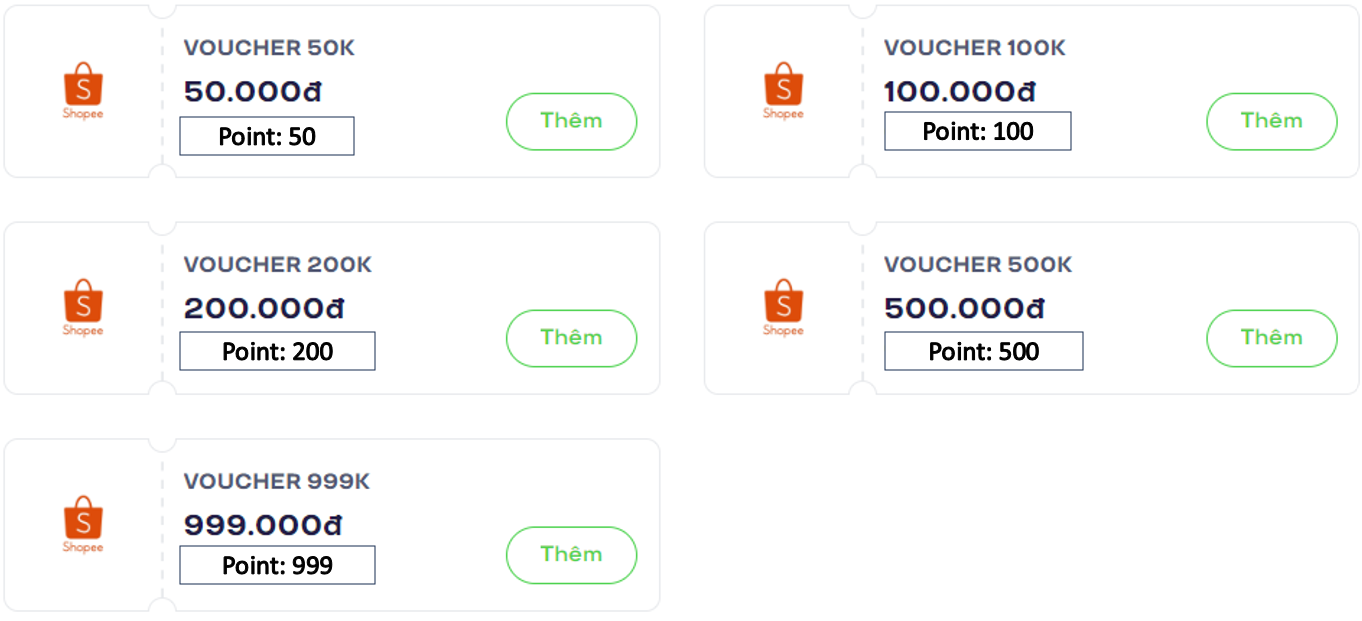 VOUCHER 50K
50.000đ
Point: 50
Thêm
S
Shopee
VOUCHER 100K
100.000đ
Point: 100
Thêm
S
Shopee
VOUCHER 200K
200.000đ
Point: 200
Thêm
S
Shopee
VOUCHER 500K
500.000đ
Point: 500
Thêm
S
Shopee
VOUCHER 999K
999.000đ
Point: 999
Thêm
S
Shopee